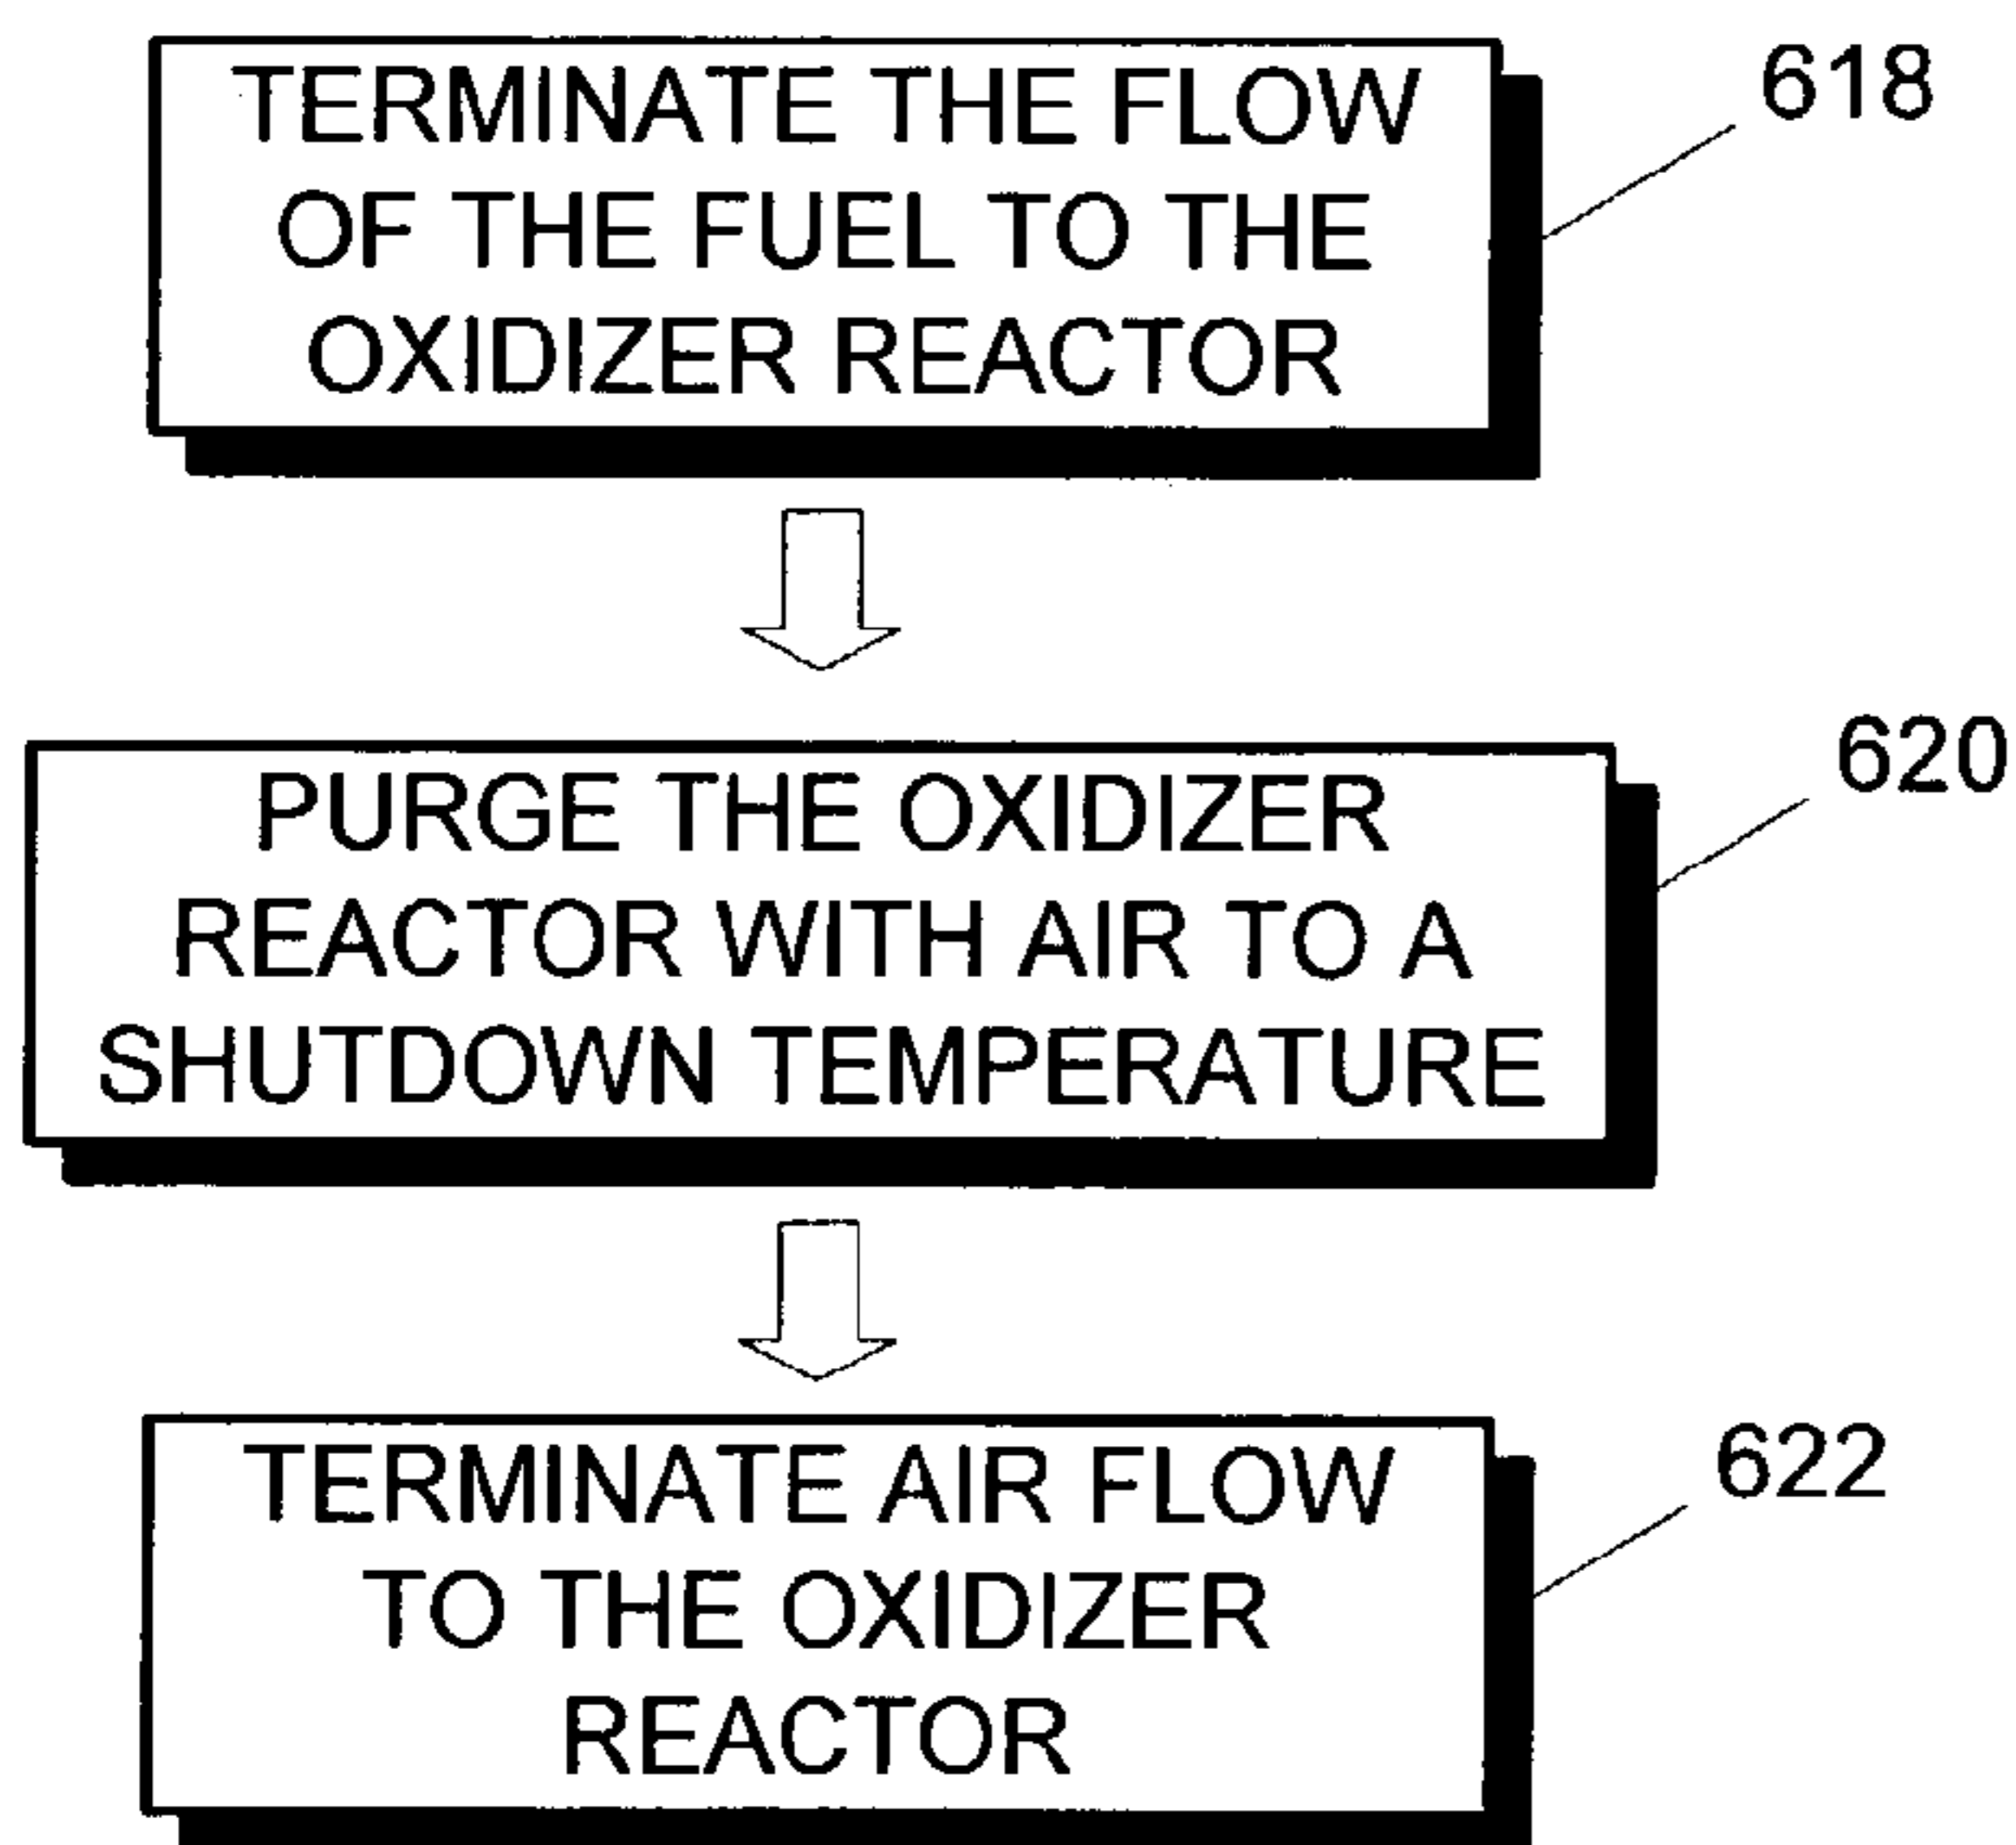 TERMINATE THE FLOW
OF THE FUEL TO THE
OXIDIZER REACTOR
618
PURGE THE OXIDIZER
REACTOR WITH AIR TO A
SHUTDOWN TEMPERATURE
620
TERMINATE AIR FLOW
TO THE OXIDIZER
REACTOR
622